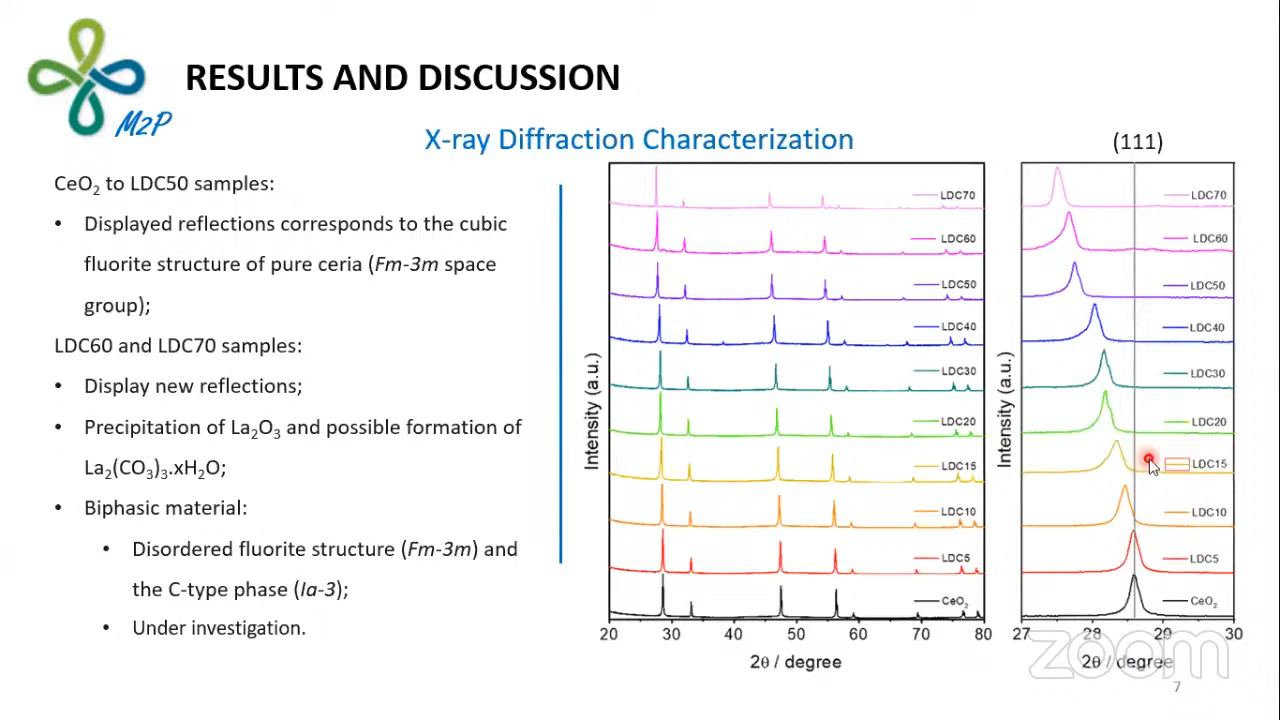 M2P
RESULTS AND DISCUSSION
X-ray Diffraction Characterization
(111)
CeO₂ to LDC50 samples:
• Displayed reflections corresponds to the cubic
fluorite structure of pure ceria (Fm-3m space
group);
LDC60 and LDC70 samples:
• Display new reflections;
• Precipitation of La₂O₃ and possible formation of
La₂(CO₃)₃.xH₂O;
• Biphasic material:
• Disordered fluorite structure (Fm-3m) and
the C-type phase (Ia-3);
• Under investigation.
Intensity (a.u.)
LDC70
LDC60
LDC50
LDC40
LDC30
LDC20
LDC15
LDC10
LDC5
CeO₂
20 30 40 50 60 70 80
2θ / degree
Intensity (a.u.)
LDC70
LDC60
LDC50
LDC40
LDC30
LDC20
LDC15
LDC10
LDC5
CeO₂
27 28 29 30
2θ / degree
zoom
7